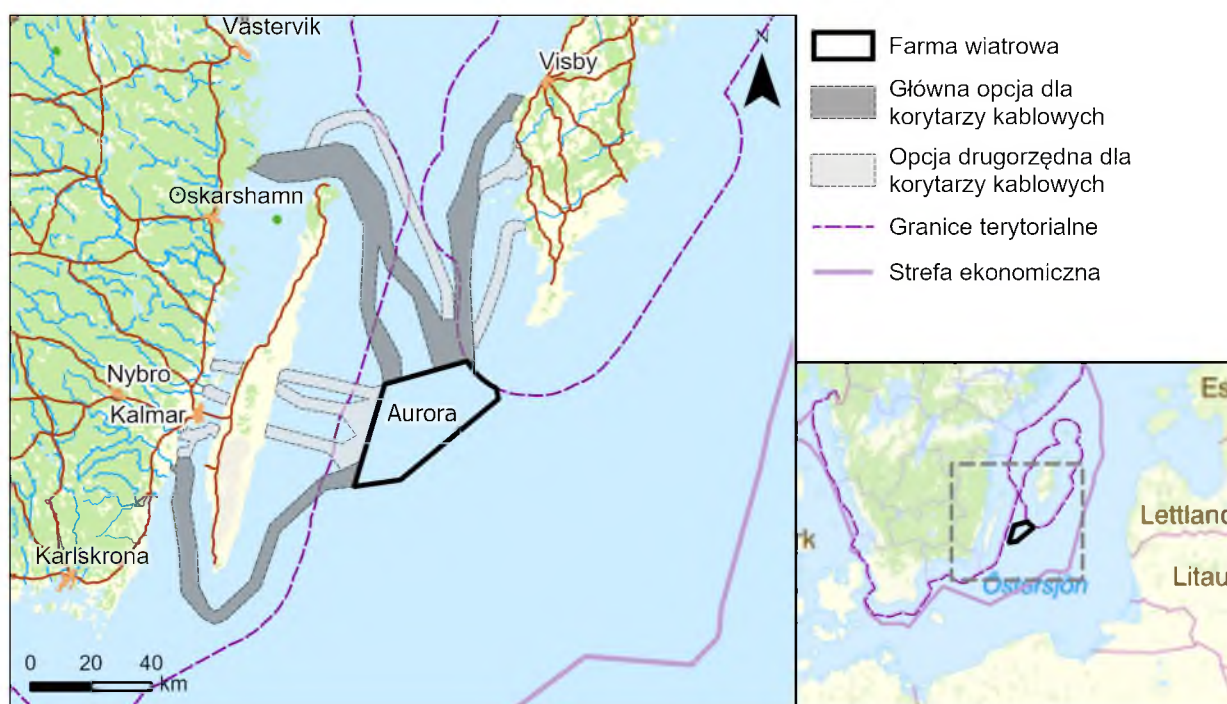 Västervik
Visby
Oskarshamn
Nybro
Kalmar
Aurora
Karlskrona
0 20 40
km
Farma wiatrowa
Główna opcja dla
korytarzy kablowych
Opcja drugorzędna dla
korytarzy kablowych
Granice terytorialne
Strefa ekonomiczna
Es
Lettland
Litau
rk
Östersjön